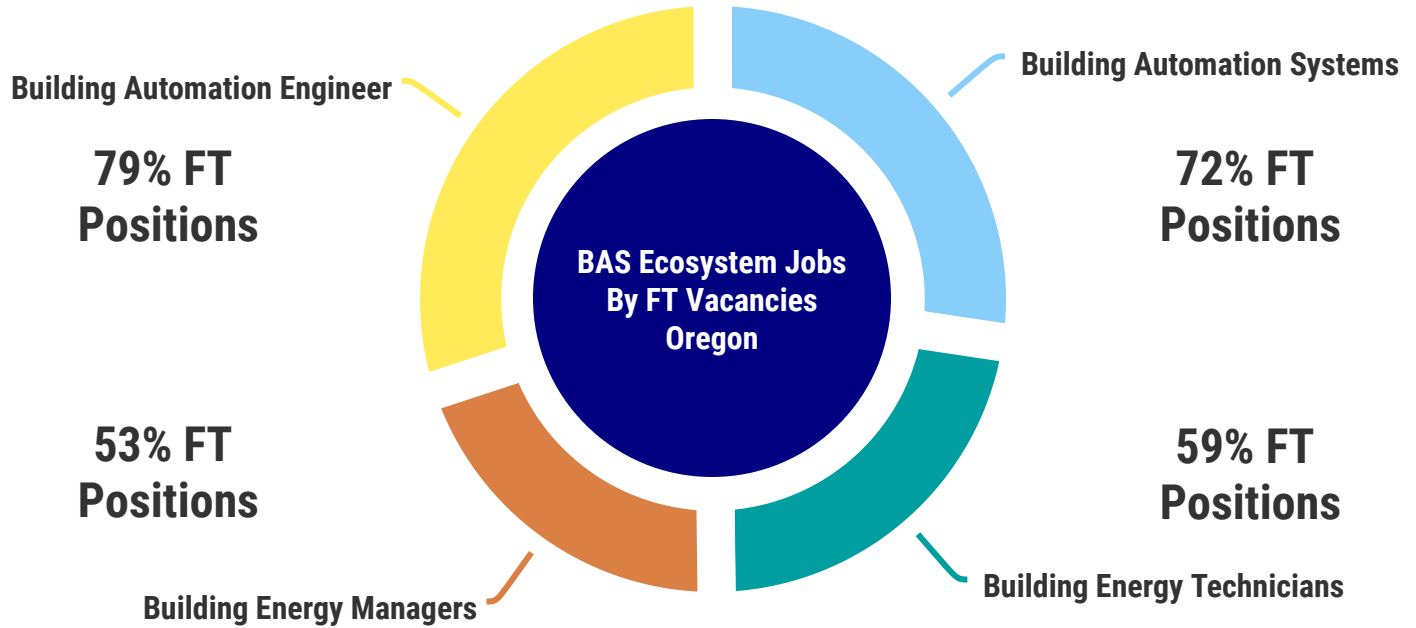 Building Automation Engineer
79% FT
Positions
Building Automation Systems
72% FT
Positions
BAS Ecosystem Jobs
By FT Vacancies
Oregon
53% FT
Positions
Building Energy Managers
59% FT
Positions
Building Energy Technicians